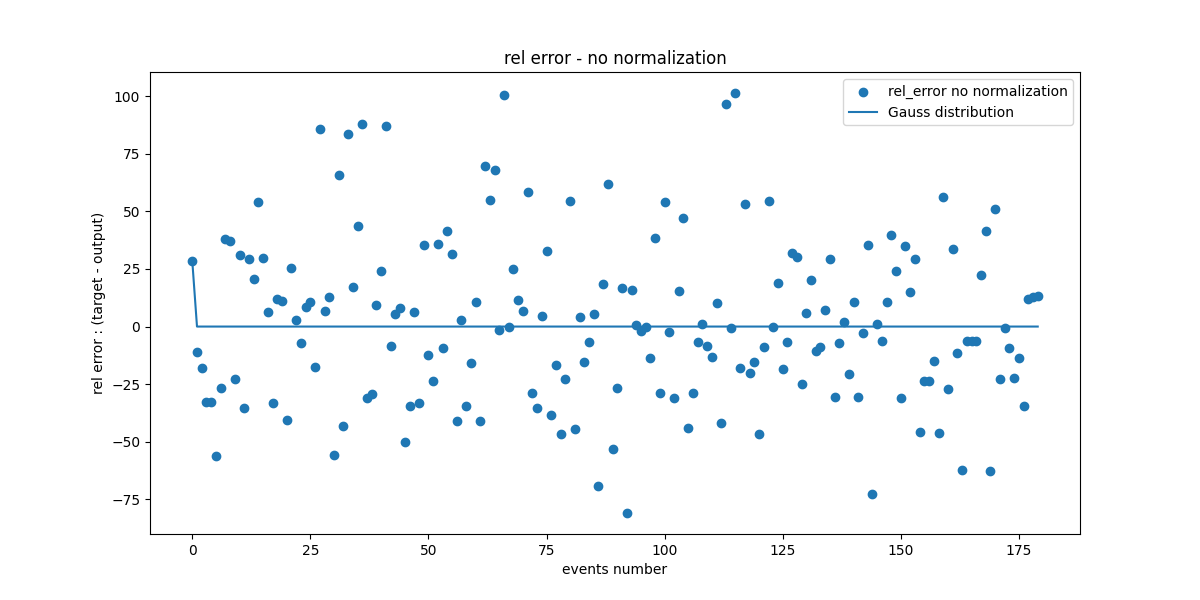 rel error - no normalization
rel_error no normalization
Gauss distribution
rel error : (target - output)
100
75
50
25
0
−25
−50
−75
0 25 50 75 100 125 150 175
events number